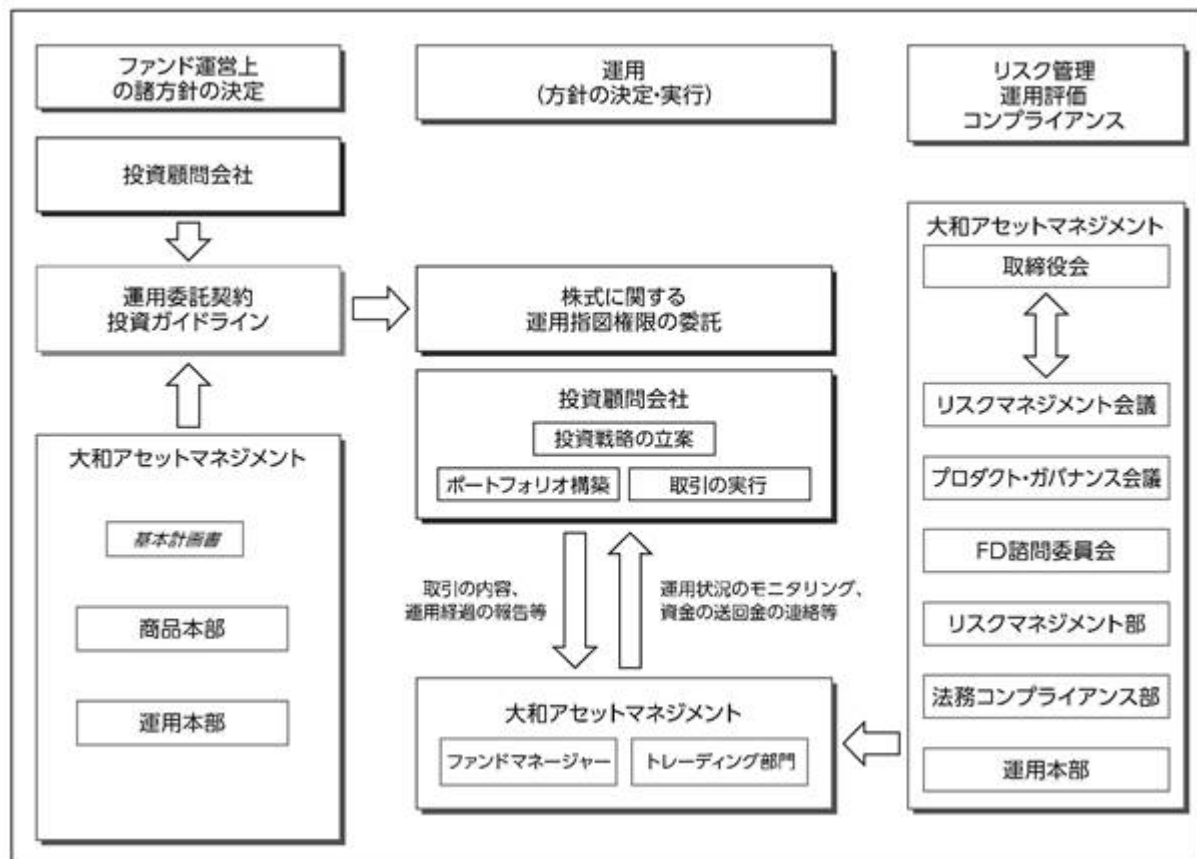 ファンド運営上
の諸方針の決定
運用
(方針の決定・実行)
リスク管理
運用評価
コンプライアンス
投資顧問会社
運用委託契約
投資ガイドライン
株式に関する
運用指図権限の委託
大和アセットマネジメント
基本計画書
商品本部
運用本部
投資顧問会社
投資戦略の立案
ポートフォリオ構築
取引の実行
取引の内容、
運用経過の報告等
運用状況のモニタリング、
資金の送回金の連絡等
大和アセットマネジメント
ファンドマネージャー
トレーディング部門
大和アセットマネジメント
取締役会
リスクマネジメント会議
プロダクト・ガバナンス会議
FD諮問委員会
リスクマネジメント部
法務コンプライアンス部
運用本部